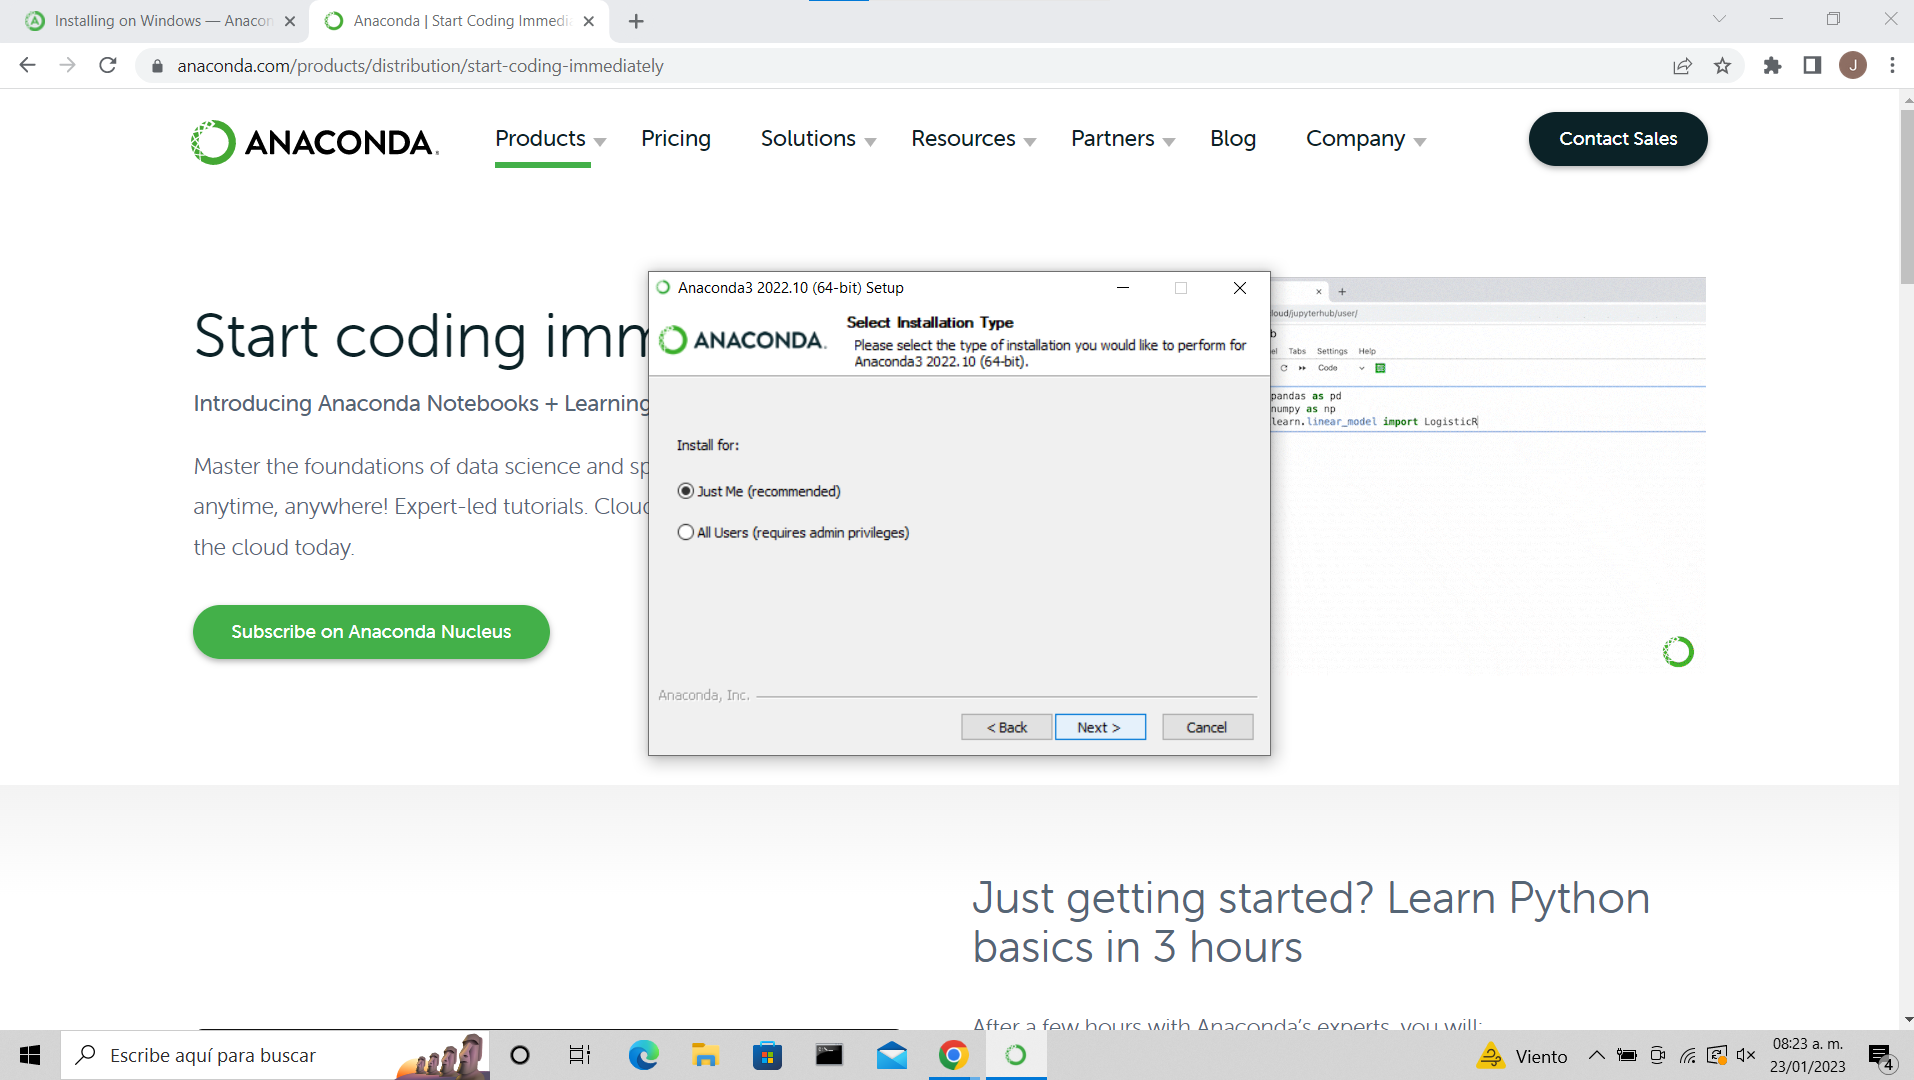 Installing on Windows — Anacon
Anaconda | Start Coding Immedi
anaconda.com/products/distribution/start-coding-immediately
J
ANACONDA.
Products
Pricing
Solutions
Resources
Partners
Blog
Company
Contact Sales
Start coding imm
Introducing Anaconda Notebooks + Learning
Master the foundations of data science and sp
anytime, anywhere! Expert-led tutorials. Cloud
the cloud today.
Subscribe on Anaconda Nucleus
Anaconda3 2022.10 (64-bit) Setup
ANACONDA.
Select Installation Type
Please select the type of installation you would like to perform for
Anaconda3 2022.10 (64-bit).
Install for:
Just Me (recommended)
All Users (requires admin privileges)
Anaconda, Inc.
< Back
Next >
Cancel
loud/jupyterhub/user/
b
el Tabs Settings Help
Code
pandas as pd
numpy as np
learn.linear_model import LogisticR
Just getting started? Learn Python
basics in 3 hours
After a few hours with Anaconda's experts, you will:
Escribe aquí para buscar
Viento
08:23 a. m.
23/01/2023
4